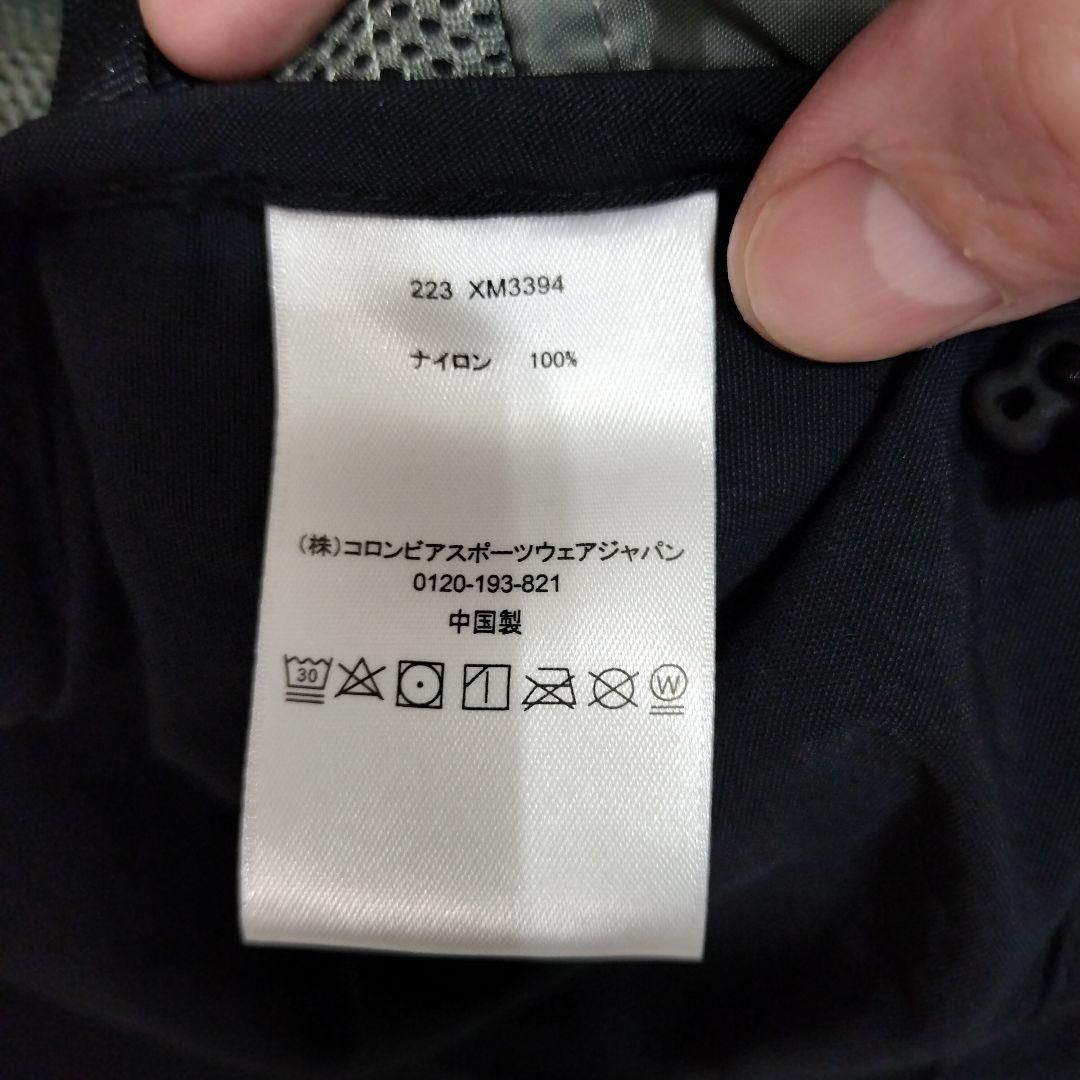 223 XM3394
ナイロン 100%
(株)コロンビアスポーツウェアジャパン
0120-193-821
中国製
30 W